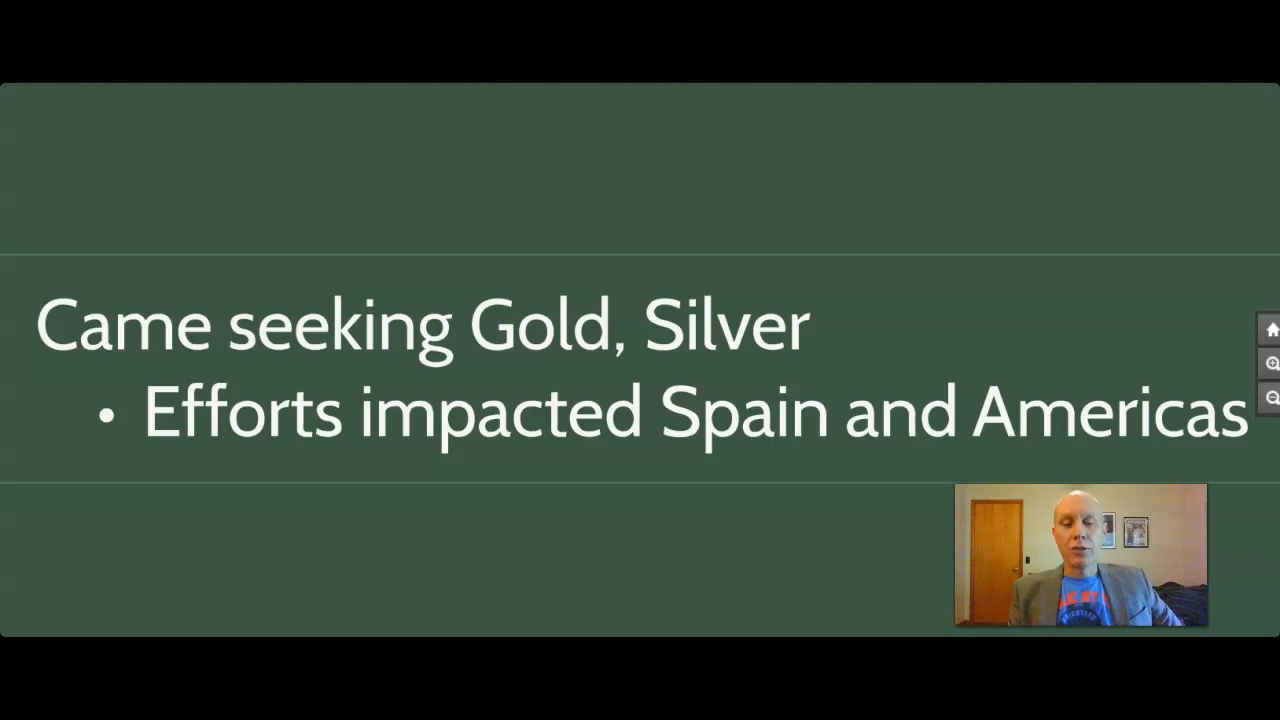 Came seeking Gold, Silver
• Efforts impacted Spain and Americas